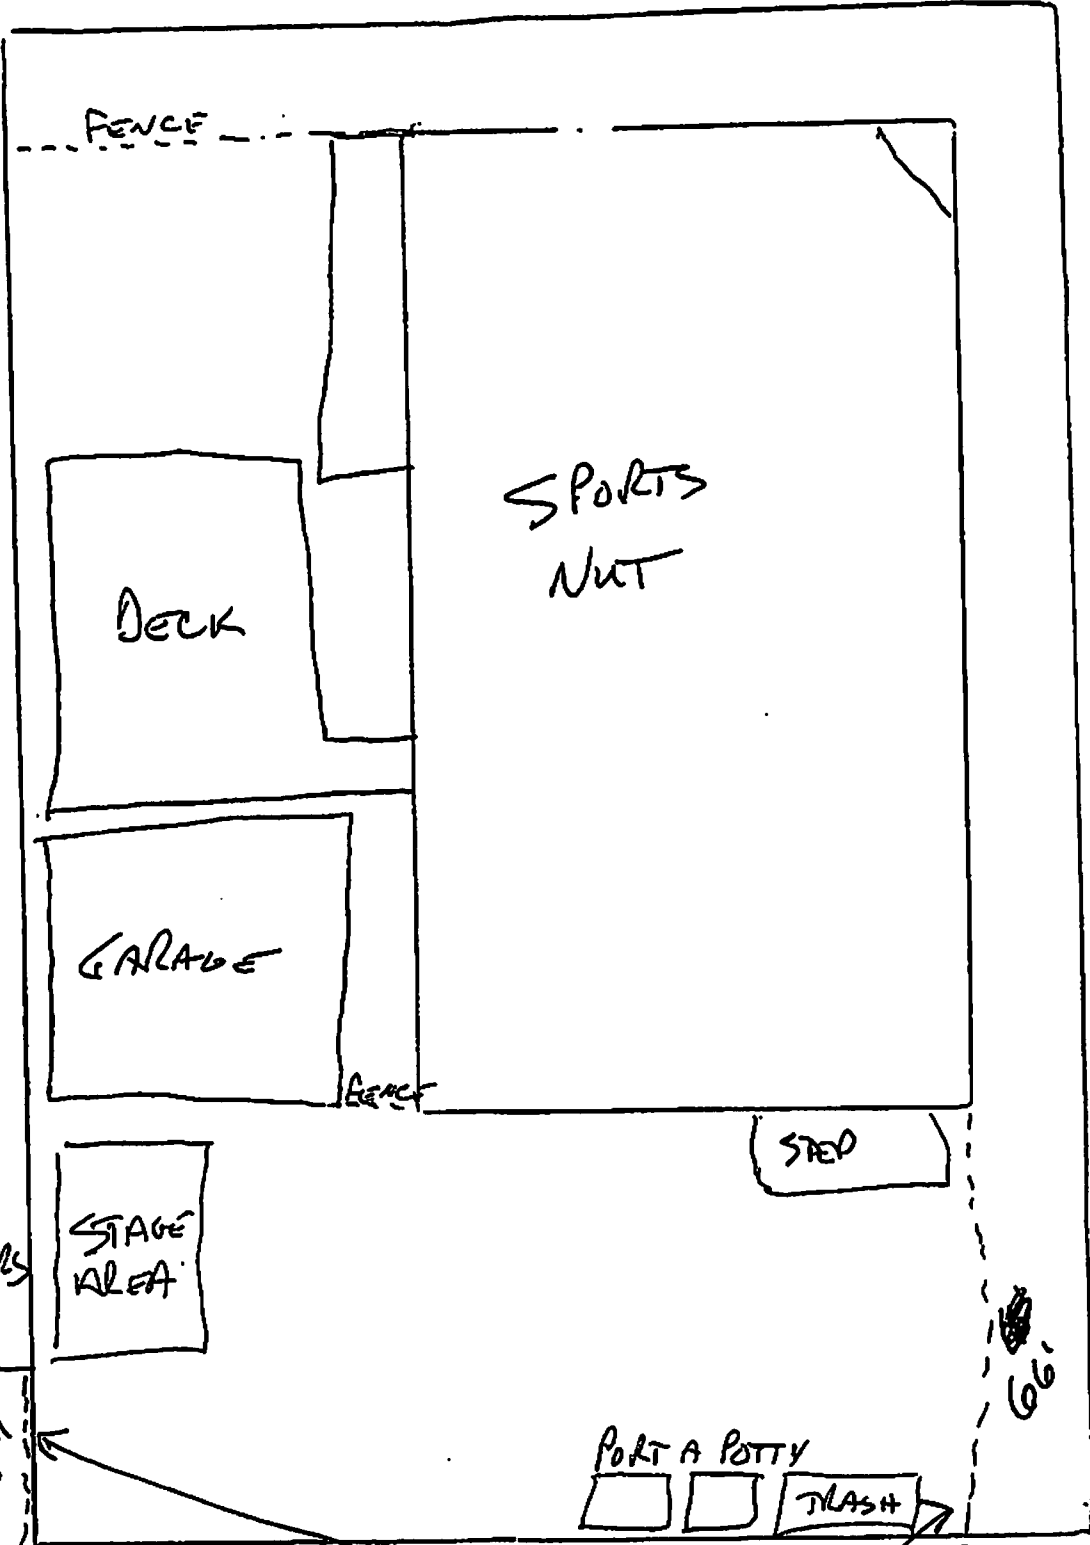 FENCE
SPORTS
NUT
DECK
GARAGE
FENCE
STEP
STAGE
AREA
66'
PORT A POTTY
TRASH